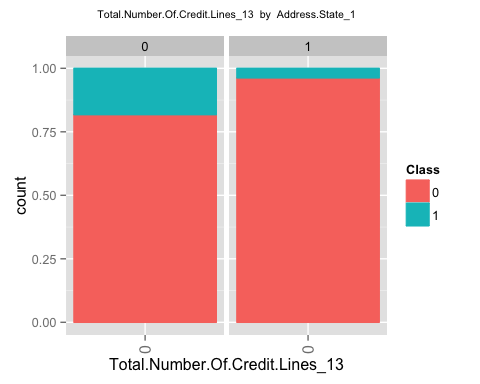 Total.Number.Of.Credit.Lines_13 by Address.State_1
0
1
1.00
0.75
0.50
0.25
0.00
count
0
0
Total.Number.Of.Credit.Lines_13
Class
0
1